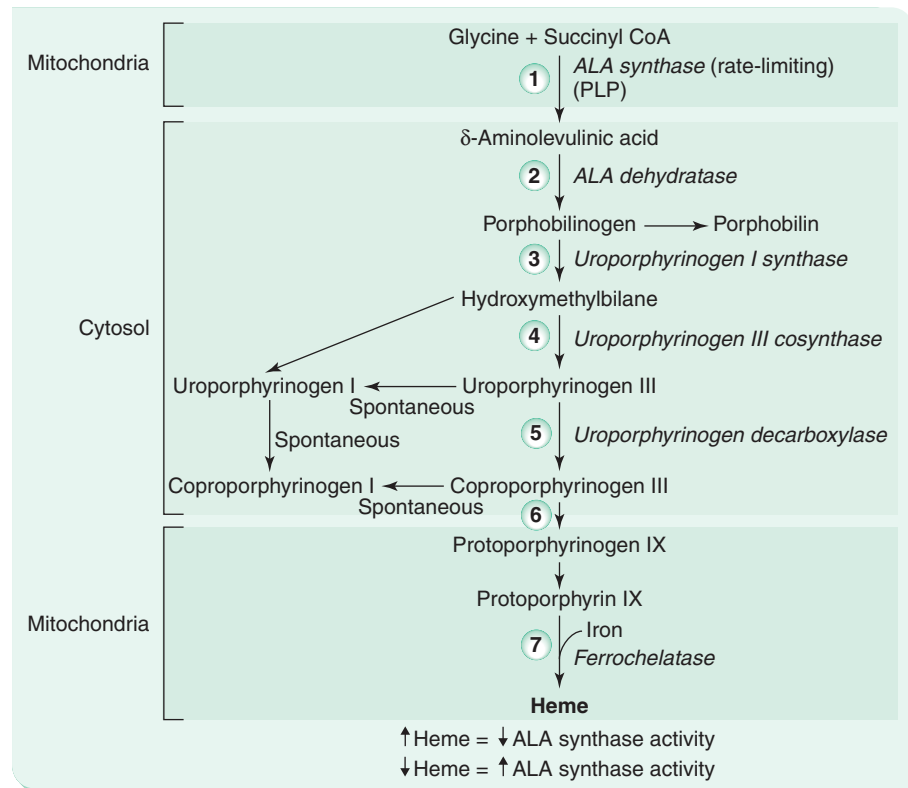 Glycine + Succinyl CoA
Mitochondria
1
ALA synthase (rate-limiting)
(PLP)
δ-Aminolevulinic acid
2
ALA dehydratase
Porphobilinogen
Porphobilin
3
Uroporphyrinogen I synthase
Hydroxymethylbilane
Cytosol
4
Uroporphyrinogen III cosynthase
Uroporphyrinogen I
Uroporphyrinogen III
Spontaneous
5
Uroporphyrinogen decarboxylase
Spontaneous
Coproporphyrinogen I
Coproporphyrinogen III
Spontaneous
6
Protoporphyrinogen IX
Protoporphyrin IX
Mitochondria
7
Iron
Ferrochelatase
Heme
↑Heme = ↓ALA synthase activity
↓Heme = ↑ALA synthase activity